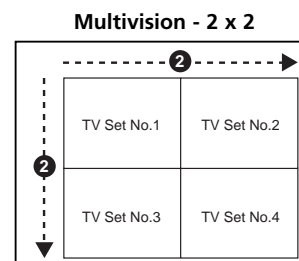 Multivision - 2 x 2
2
TV Set No.1 TV Set No.2
2
TV Set No.3 TV Set No.4